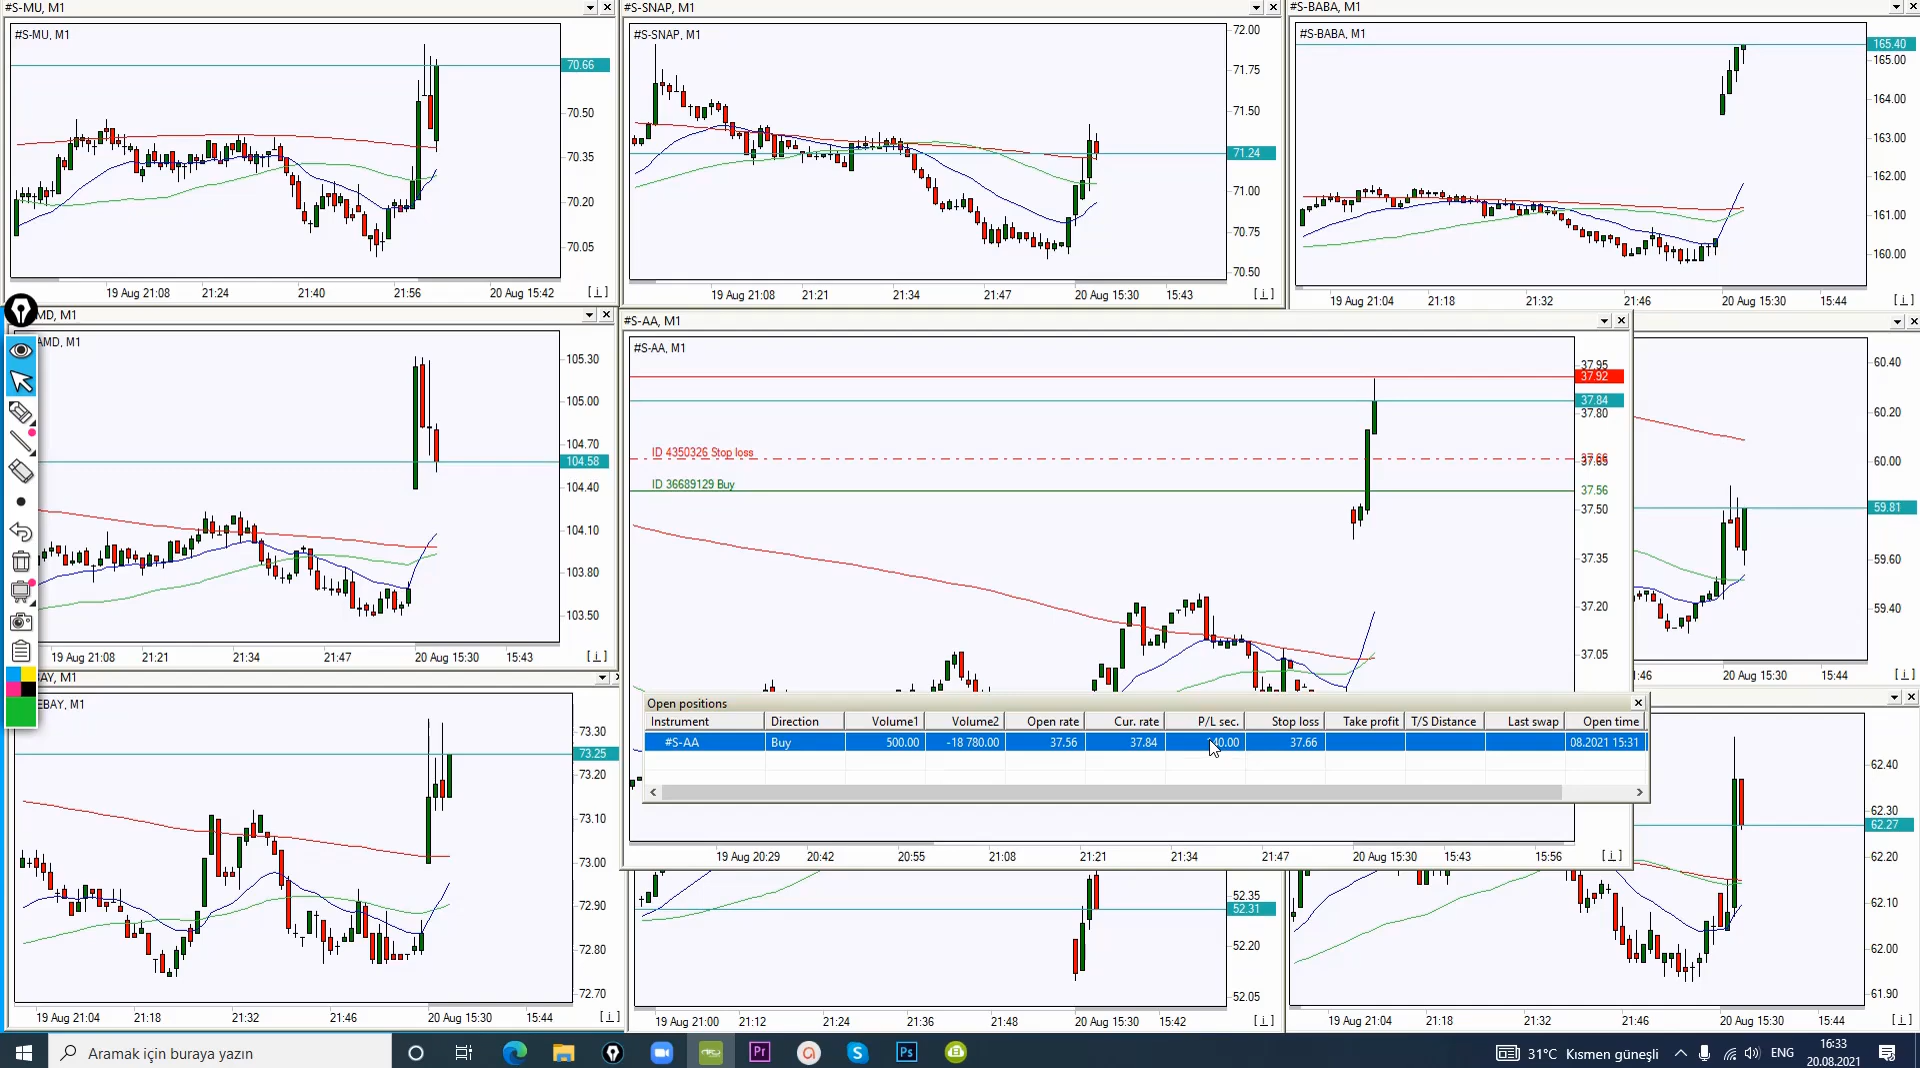 #S-MU, M1
#S-MU, M1
70.66
70.50
70.35
70.20
70.05
19 Aug 21:08 21:24 21:40 21:56 20 Aug 15:42
#S-SNAP, M1
#S-SNAP, M1
72.00
71.75
71.50
71.24
71.00
70.75
70.50
19 Aug 21:08 21:21 21:34 21:47 20 Aug 15:30 15:43
#S-BABA, M1
#S-BABA, M1
165.40
165.00
164.00
163.00
162.00
161.00
160.00
19 Aug 21:04 21:18 21:32 21:46 20 Aug 15:30 15:44
MD, M1
AMD, M1
105.30
105.00
104.70
104.58
104.40
104.10
103.80
103.50
19 Aug 21:08 21:21 21:34 21:47 20 Aug 15:30 15:43
#S-AA, M1
#S-AA, M1
37.95
37.92
37.84
37.80
ID 4350326 Stop loss
37.65
ID 36689129 Buy
37.56
37.50
37.35
37.20
37.05
60.40
60.20
60.00
59.81
59.60
59.40
:46 20 Aug 15:30 15:44
AY, M1
EBAY, M1
73.30
73.25
73.20
73.10
73.00
72.90
72.80
72.70
19 Aug 21:04 21:18 21:32 21:46 20 Aug 15:30 15:44
Open positions
Instrument Direction Volume1 Volume2 Open rate Cur. rate P/L sec. Stop loss Take profit T/S Distance Last swap Open time
#S-AA Buy 500.00 -18 780.00 37.56 37.84 40.00 37.66 08.2021 15:31
19 Aug 20:29 20:42 20:55 21:08 21:21 21:34 21:47 20 Aug 15:30 15:43 15:56
52.35
52.31
52.20
52.05
19 Aug 21:00 21:12 21:24 21:36 21:48 20 Aug 15:30 15:42
62.40
62.30
62.27
62.20
62.10
62.00
61.90
19 Aug 21:04 21:18 21:32 21:46 20 Aug 15:30 15:44
Aramak için buraya yazın
Pr
Ps
31°C Kısmen güneşli
ENG
16:33
20.08.2021